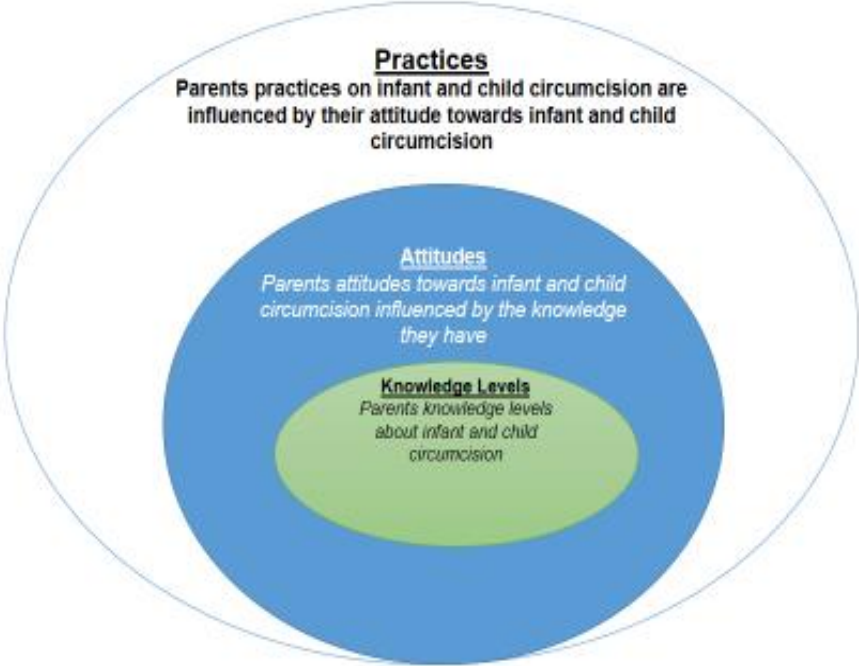 Practices
Parents practices on infant and child circumcision are
influenced by their attitude towards infant and child
circumcision
Attitudes
Parents attitudes towards infant and child
circumcision influenced by the knowledge
they have
Knowledge Levels
Parents knowledge levels
about infant and child
circumcision